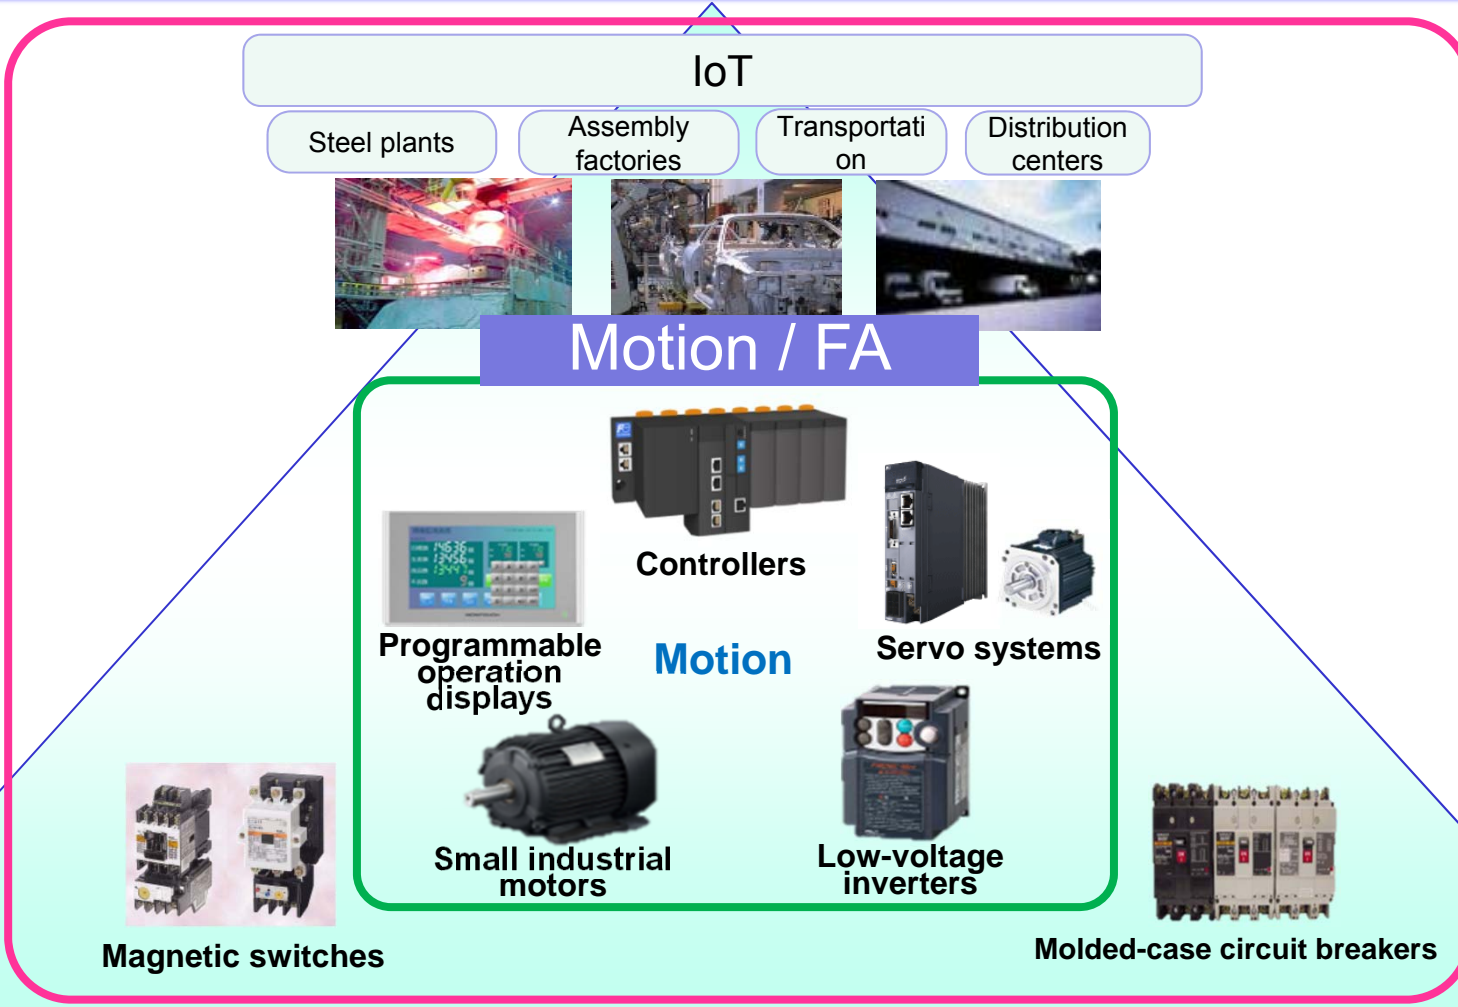 IoT
Steel plants
Assembly
factories
Transportati
on
Distribution
centers
Motion / FA
Controllers
Programmable
operation
displays
Motion
Servo systems
Small industrial
motors
Low-voltage
inverters
Magnetic switches
Molded-case circuit breakers